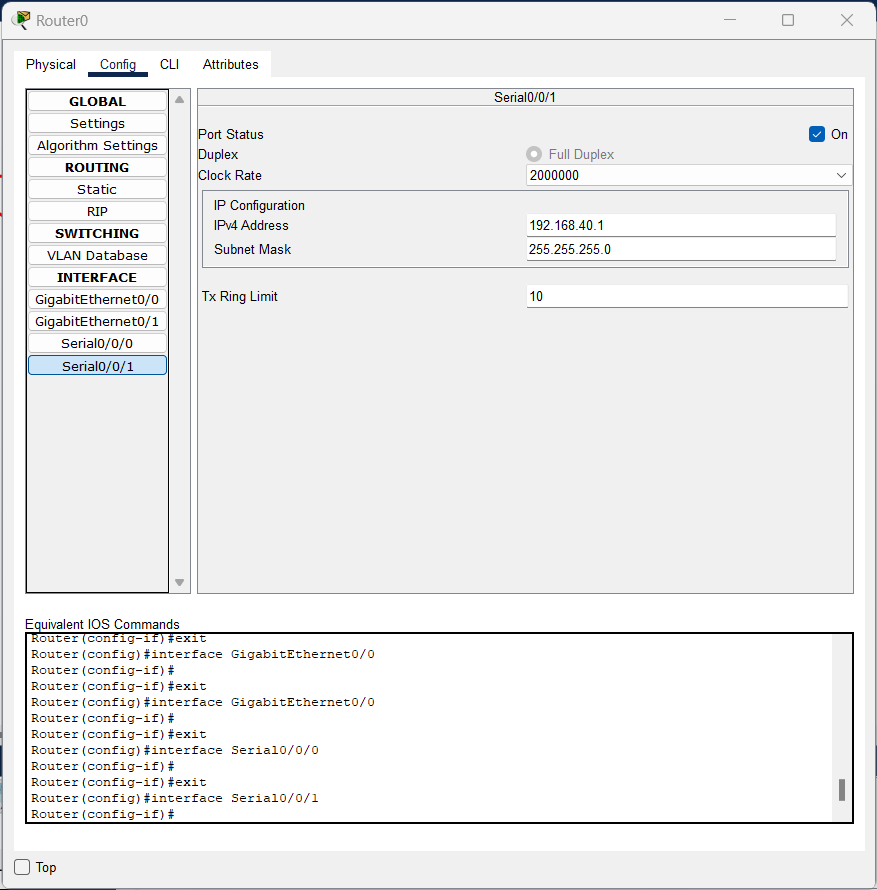 Router0
Physical Config CLI Attributes
GLOBAL
Settings
Algorithm Settings
ROUTING
Static
RIP
SWITCHING
VLAN Database
INTERFACE
GigabitEthernet0/0
GigabitEthernet0/1
Serial0/0/0
Serial0/0/1
Serial0/0/1
Port Status On
Duplex Full Duplex
Clock Rate 2000000
IP Configuration
IPv4 Address 192.168.40.1
Subnet Mask 255.255.255.0
Tx Ring Limit 10
Equivalent IOS Commands
Router(config-if)#exit
Router(config)#interface GigabitEthernet0/0
Router(config-if)#
Router(config-if)#exit
Router(config)#interface GigabitEthernet0/0
Router(config-if)#
Router(config-if)#exit
Router(config)#interface Serial0/0/0
Router(config-if)#
Router(config-if)#exit
Router(config)#interface Serial0/0/1
Router(config-if)#
Top